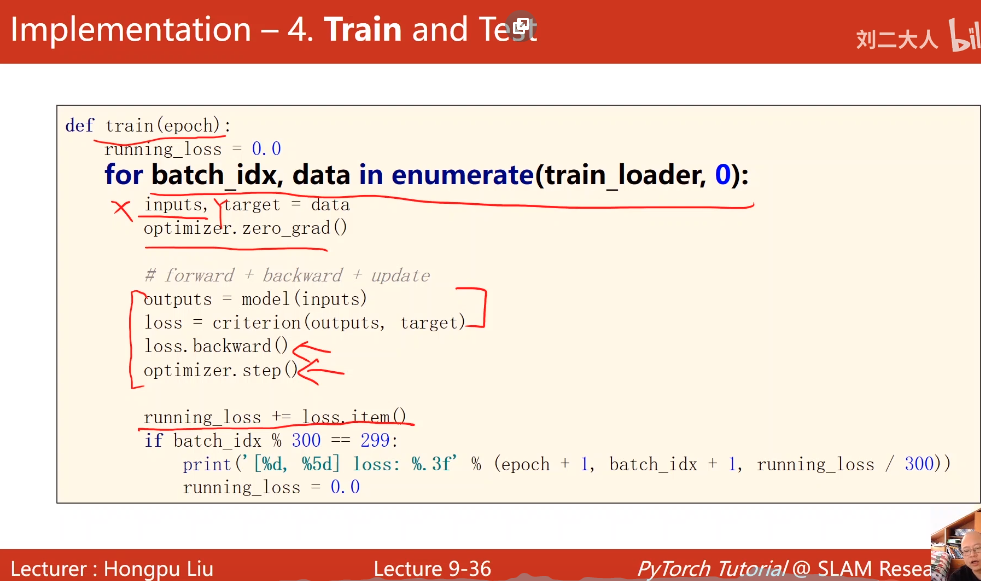 Implementation – 4. Train and Test
刘二大人 bil
def train(epoch):
running_loss = 0.0
for batch_idx, data in enumerate(train_loader, 0):
x inputs, y target = data
optimizer.zero_grad()
# forward + backward + update
outputs = model(inputs)
loss = criterion(outputs, target)
loss.backward()
optimizer.step()
running_loss += loss.item()
if batch_idx % 300 == 299:
print('[%d, %5d] loss: %.3f' % (epoch + 1, batch_idx + 1, running_loss / 300))
running_loss = 0.0
Lecturer : Hongpu Liu
Lecture 9-36
PyTorch Tutorial @ SLAM Resea